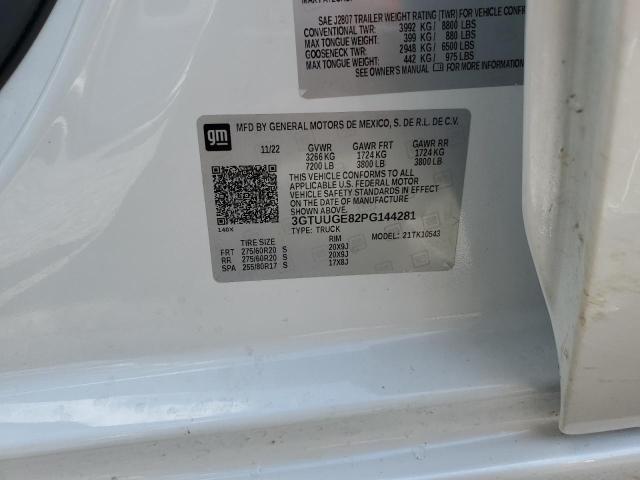 SAE J2807 TRAILER WEIGHT RATING (TWR) FOR VEHICLE CONFI
CONVENTIONAL TWR: 3992 KG / 8800 LBS
MAX TONGUE WEIGHT: 399 KG / 880 LBS
GOOSENECK TWR: 2948 KG / 6500 LBS
MAX TONGUE WEIGHT: 442 KG / 975 LBS
SEE OWNER'S MANUAL FOR MORE INFORMATION
gm
MFD BY GENERAL MOTORS DE MEXICO, S. DE R.L. DE C.V.
11/22 GVWR GAWR FRT GAWR RR
3266 KG 1724 KG 1724 KG
7200 LB 3800 LB 3800 LB
THIS VEHICLE CONFORMS TO ALL
APPLICABLE U.S. FEDERAL MOTOR
VEHICLE SAFETY STANDARDS IN EFFECT ON
THE DATE OF MANUFACTURE SHOWN ABOVE.
3GTUUGE82PG144281
TYPE: TRUCK MODEL: 21TK10543
TIRE SIZE RIM
FRT 275/60R20 S 20X9J
RR 275/60R20 S 20X9J
SPA 255/80R17 S 17X8J